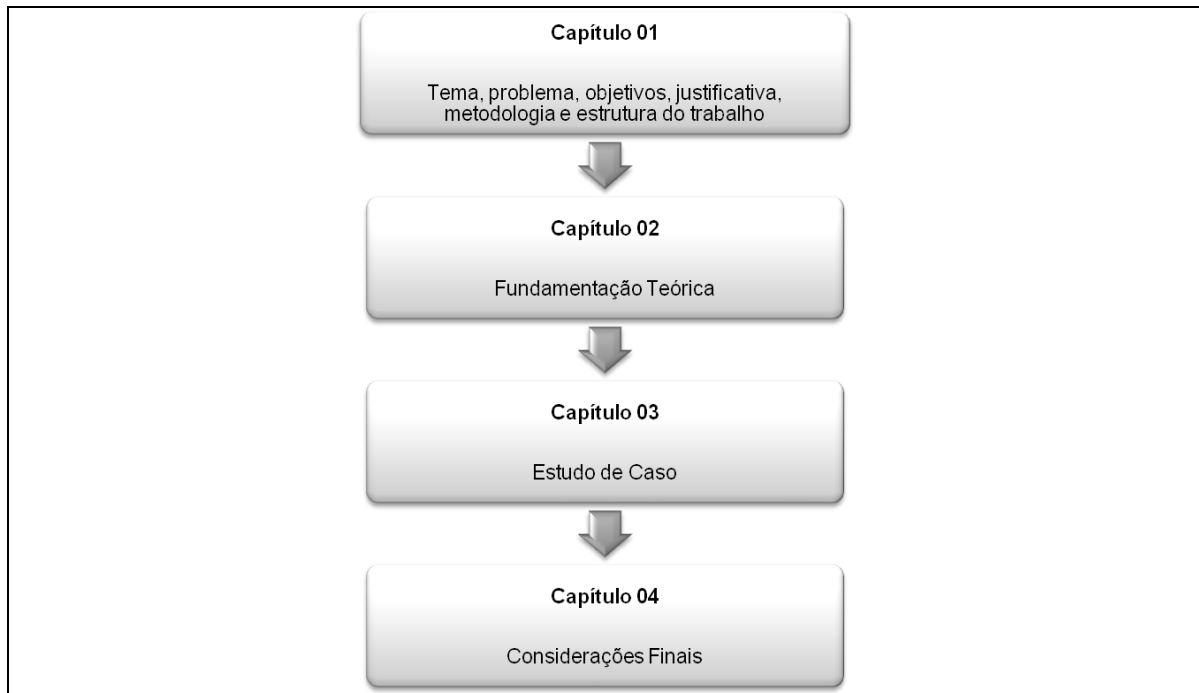 Capítulo 01
Tema, problema, objetivos, justificativa,
metodologia e estrutura do trabalho
Capítulo 02
Fundamentação Teórica
Capítulo 03
Estudo de Caso
Capítulo 04
Considerações Finais